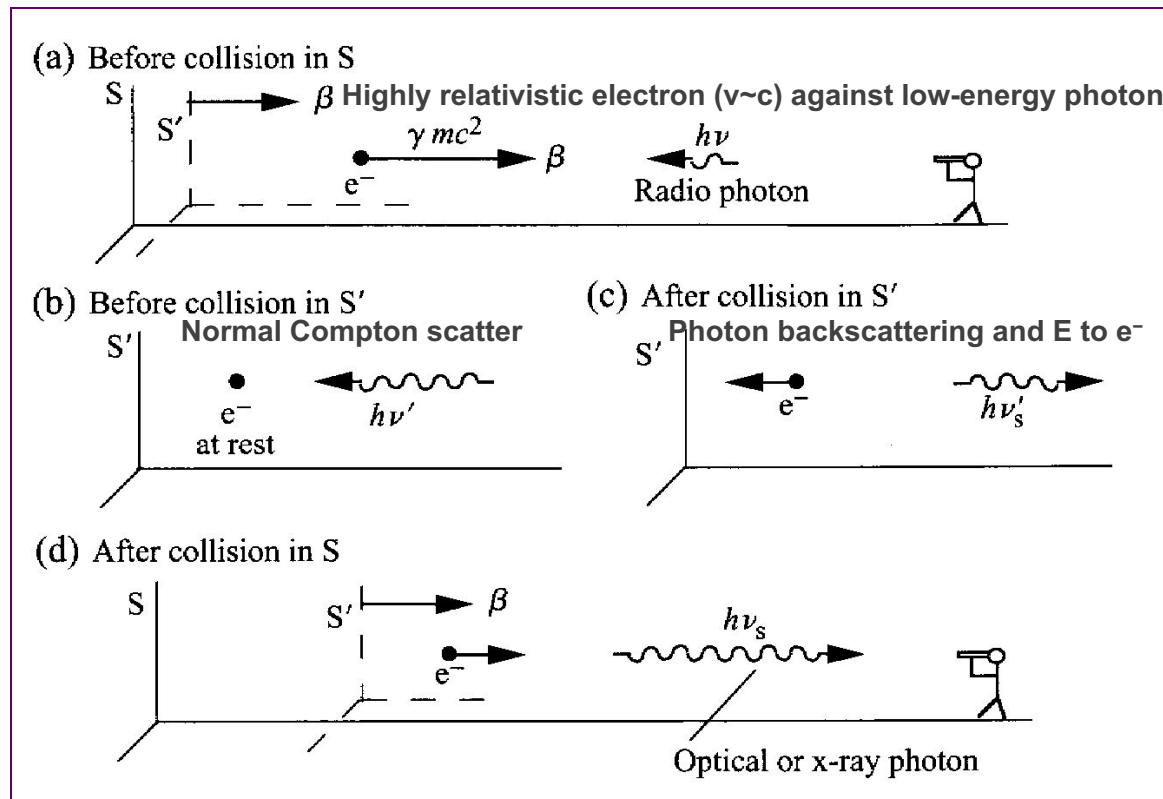 (a) Before collision in S
S
S′
β Highly relativistic electron (v~c) against low-energy photon
γ mc²
e⁻
β
hν
Radio photon
(b) Before collision in S′
Normal Compton scatter
S′
e⁻
at rest
hν′
(c) After collision in S′
Photon backscattering and E to e⁻
S′
e⁻
hν′ₛ
(d) After collision in S
S
S′
β
e⁻
hνₛ
Optical or x-ray photon